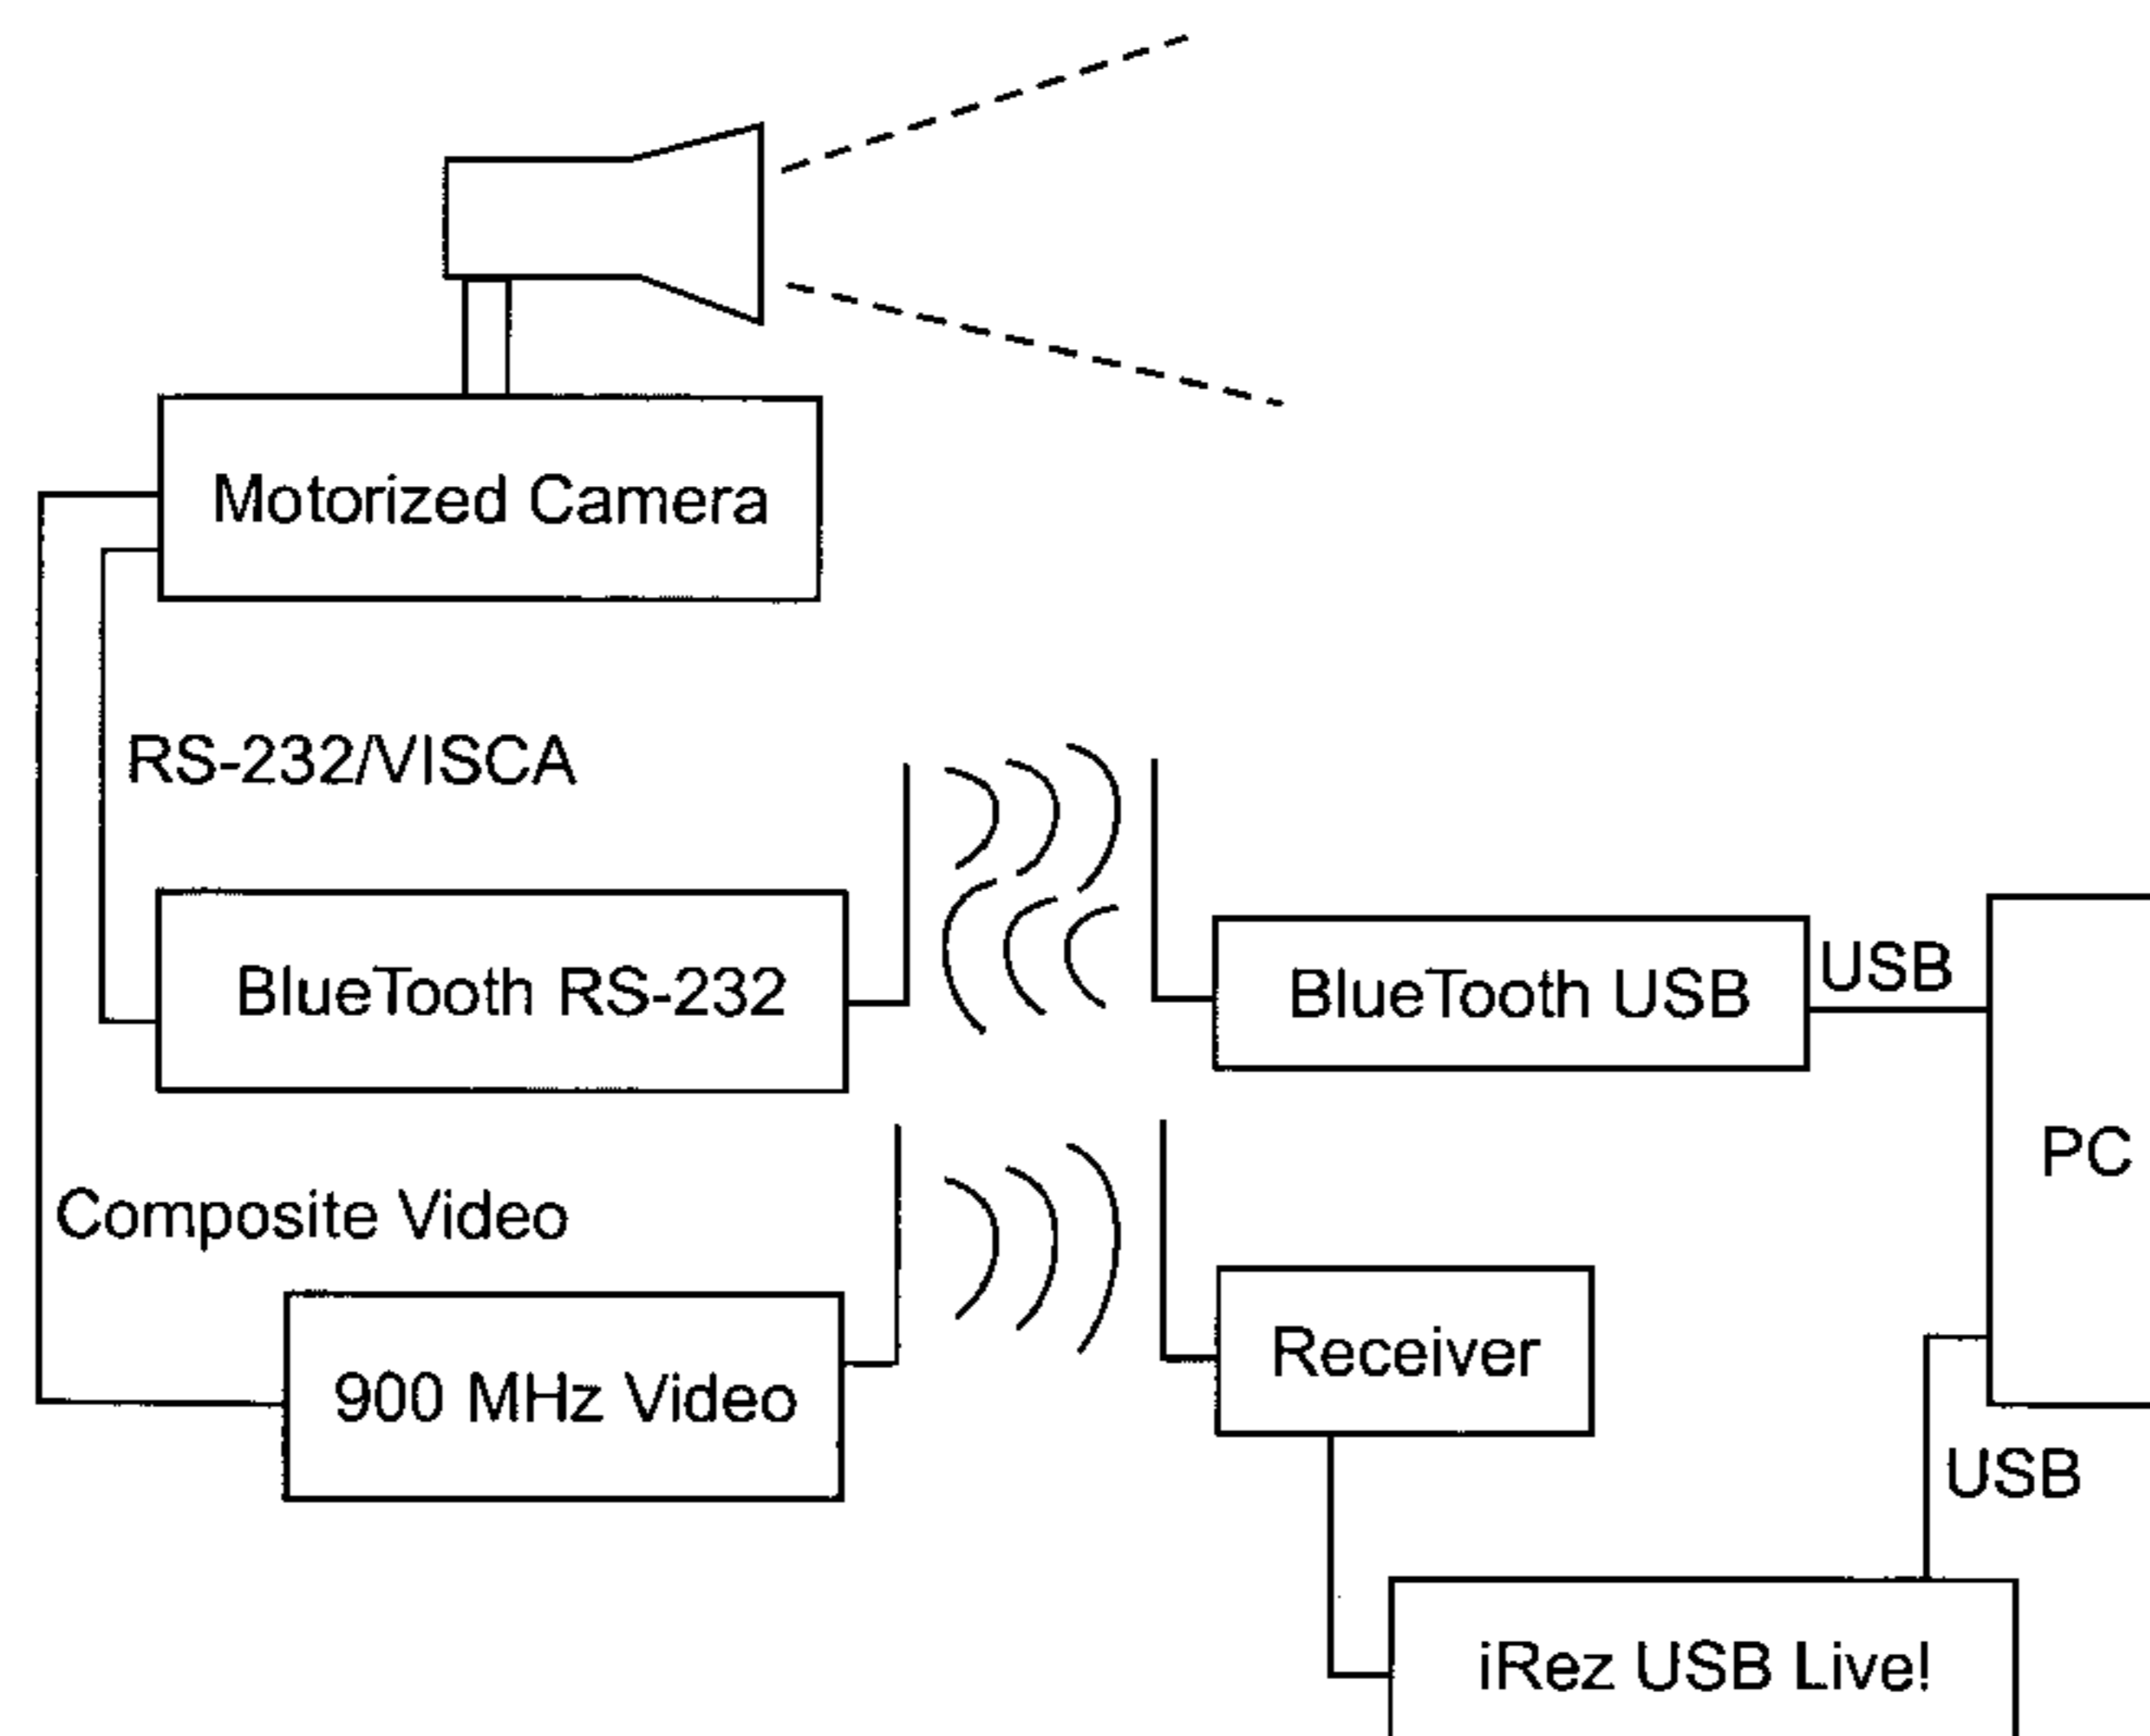 Motorized Camera
RS-232/VISCA
BlueTooth RS-232
BlueTooth USB
USB
PC
Composite Video
Receiver
900 MHz Video
USB
iRez USB Live!